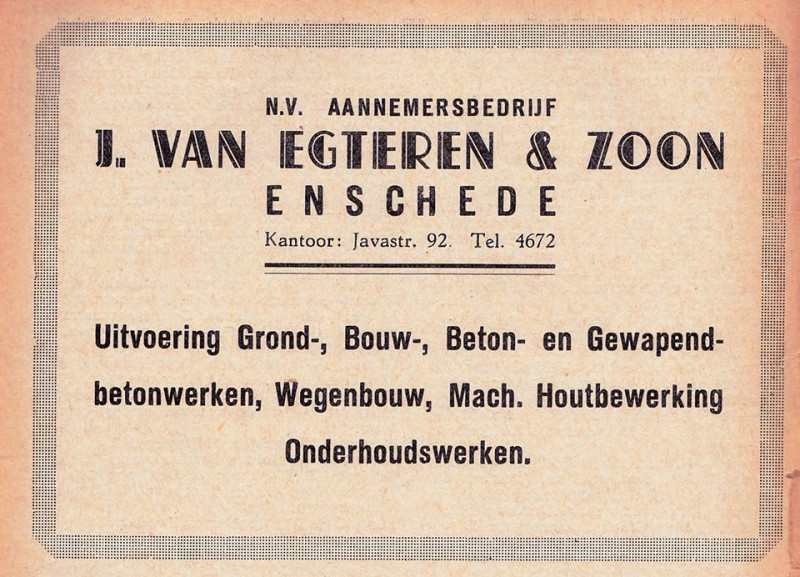 N.V. AANNEMERSBEDRIJF
J. VAN EGTEREN & ZOON
ENSCHEDE
Kantoor: Javastr. 92. Tel. 4672
Uitvoering Grond-, Bouw-, Beton- en Gewapend-
betonwerken, Wegenbouw, Mach. Houtbewerking
Onderhoudswerken.